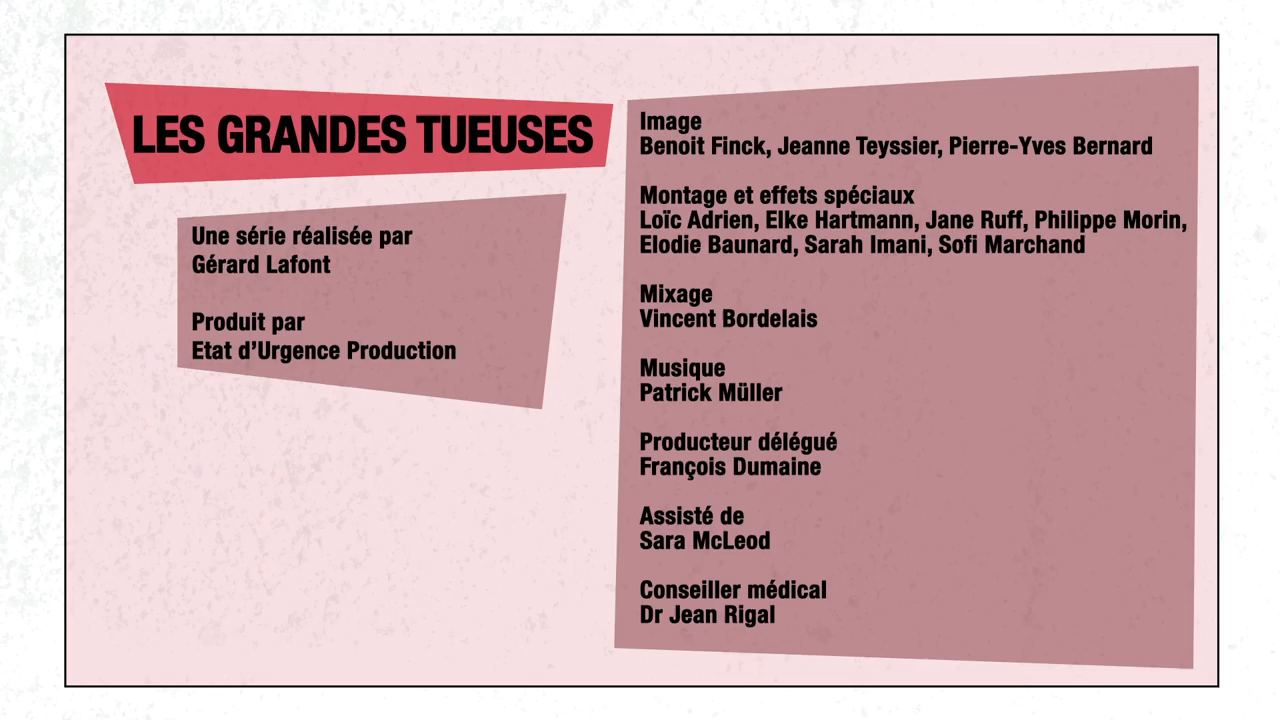 LES GRANDES TUEUSES
Une série réalisée par
Gérard Lafont
Produit par
Etat d’Urgence Production
Image
Benoit Finck, Jeanne Teyssier, Pierre-Yves Bernard
Montage et effets spéciaux
Loïc Adrien, Elke Hartmann, Jane Ruff, Philippe Morin,
Elodie Baunard, Sarah Imani, Sofi Marchand
Mixage
Vincent Bordelais
Musique
Patrick Müller
Producteur délégué
François Dumaine
Assisté de
Sara McLeod
Conseiller médical
Dr Jean Rigal